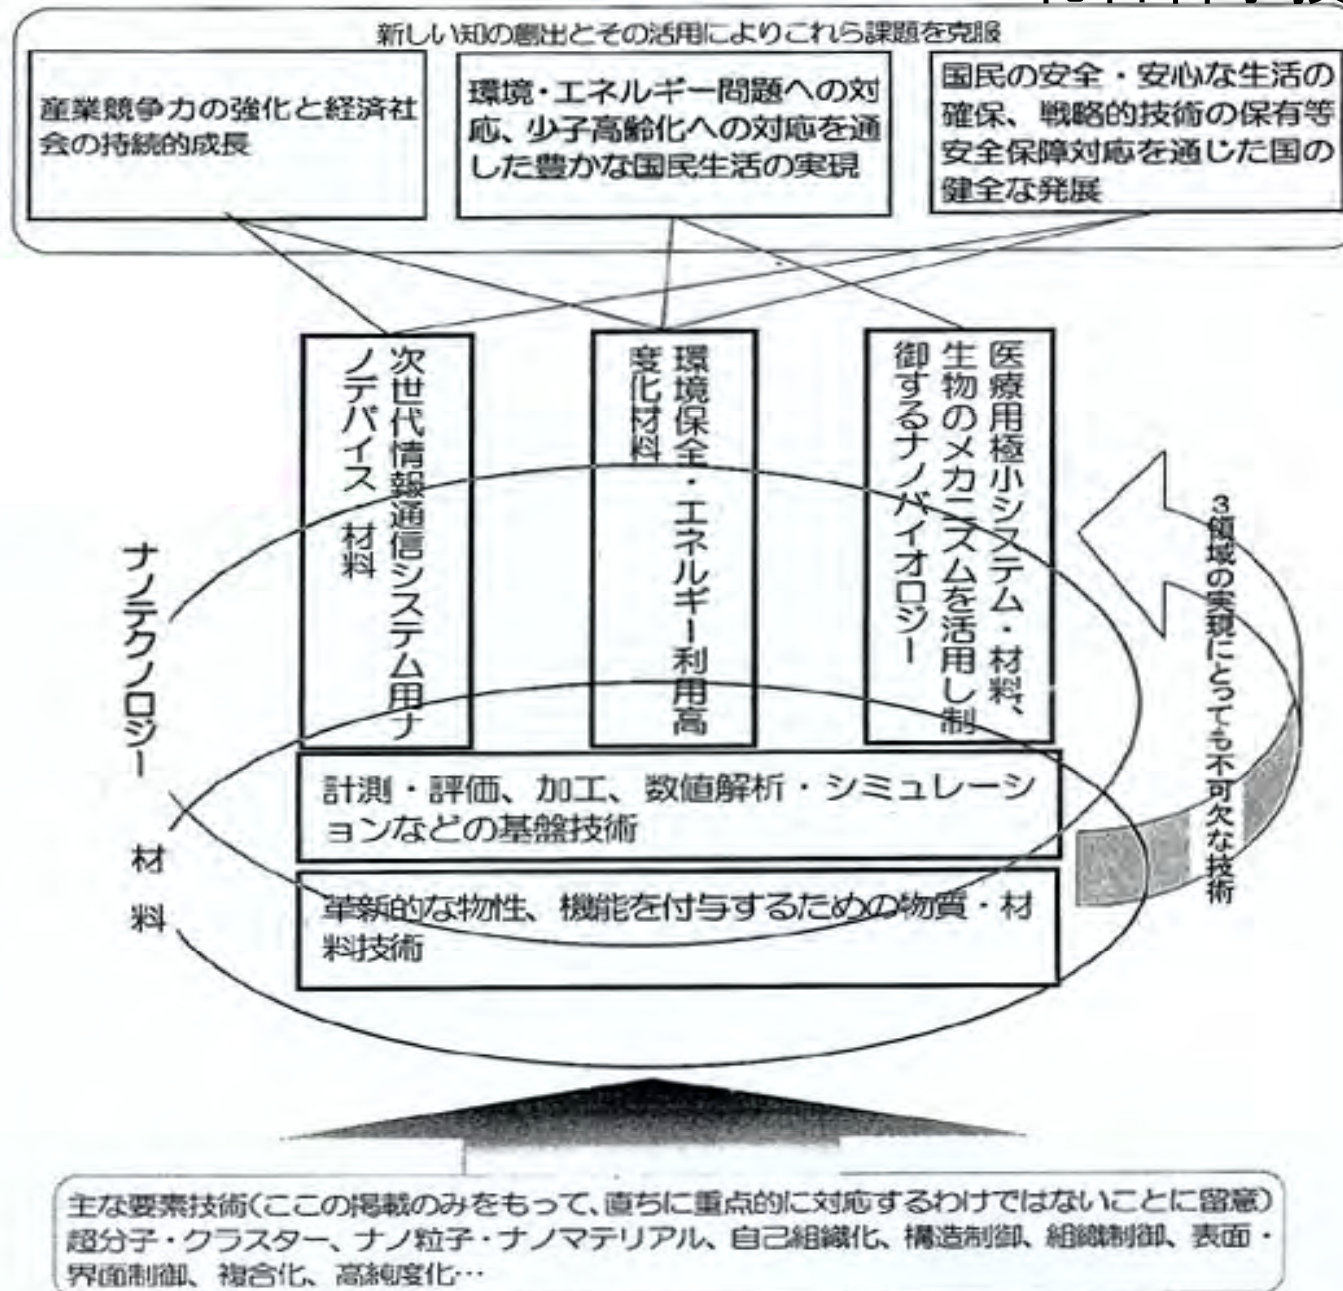 新しい知の創出とその活用によりこれら課題を克服
産業競争力の強化と経済社
会の持続的成長
環境・エネルギー問題への対
応、少子高齢化への対応を通
した豊かな国民生活の実現
国民の安全・安心な生活の
確保、戦略的技術の保有等
安全保障対応を通じた国の
健全な発展
次世代情報通信システム用ナ
ノデバイス 材料
環境保全・エネルギー利用高
度化材料
医療用極小システム・材料、
生物のメカニズムを活用し制
御するナノバイオロジー
3領域の実現にとっても不可欠な技術
ナノテクノロジー
材料
計測・評価、加工、数値解析・シミュレーシ
ョンなどの基盤技術
革新的な物性、機能を付与するための物質・材
料技術
主な要素技術(ここの掲載のみをもって、直ちに重点的に対応するわけではないことに留意)
超分子・クラスター、ナノ粒子・ナノマテリアル、自己組織化、構造制御、組織制御、表面・
界面制御、複合化、高純度化…